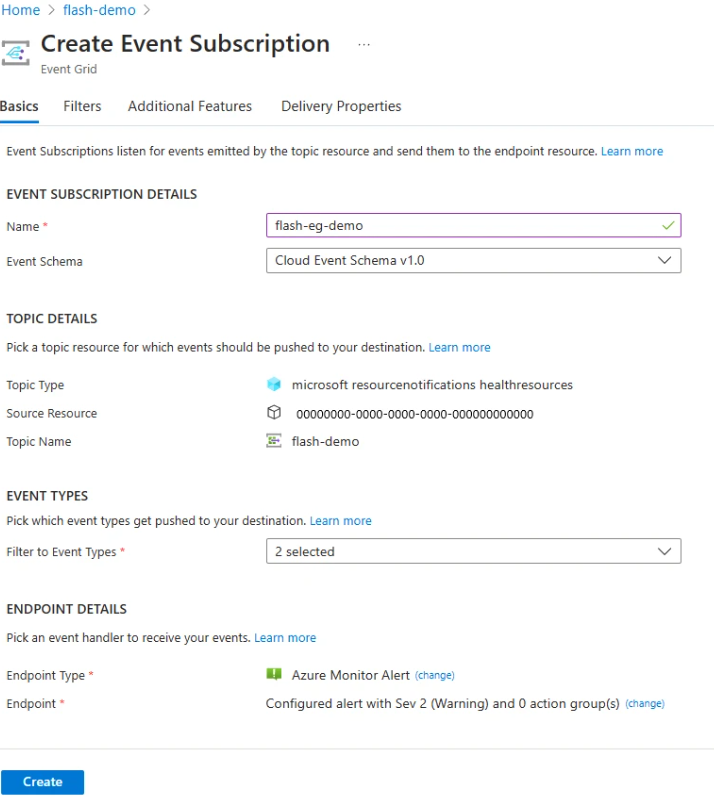 Home > flash-demo >
Create Event Subscription ...
Event Grid
Basics Filters Additional Features Delivery Properties
Event Subscriptions listen for events emitted by the topic resource and send them to the endpoint resource. Learn more
EVENT SUBSCRIPTION DETAILS
Name * flash-eg-demo
Event Schema Cloud Event Schema v1.0
TOPIC DETAILS
Pick a topic resource for which events should be pushed to your destination. Learn more
Topic Type microsoft resourcenotifications healthresources
Source Resource 00000000-0000-0000-0000-000000000000
Topic Name flash-demo
EVENT TYPES
Pick which event types get pushed to your destination. Learn more
Filter to Event Types * 2 selected
ENDPOINT DETAILS
Pick an event handler to receive your events. Learn more
Endpoint Type * Azure Monitor Alert (change)
Endpoint * Configured alert with Sev 2 (Warning) and 0 action group(s) (change)
Create